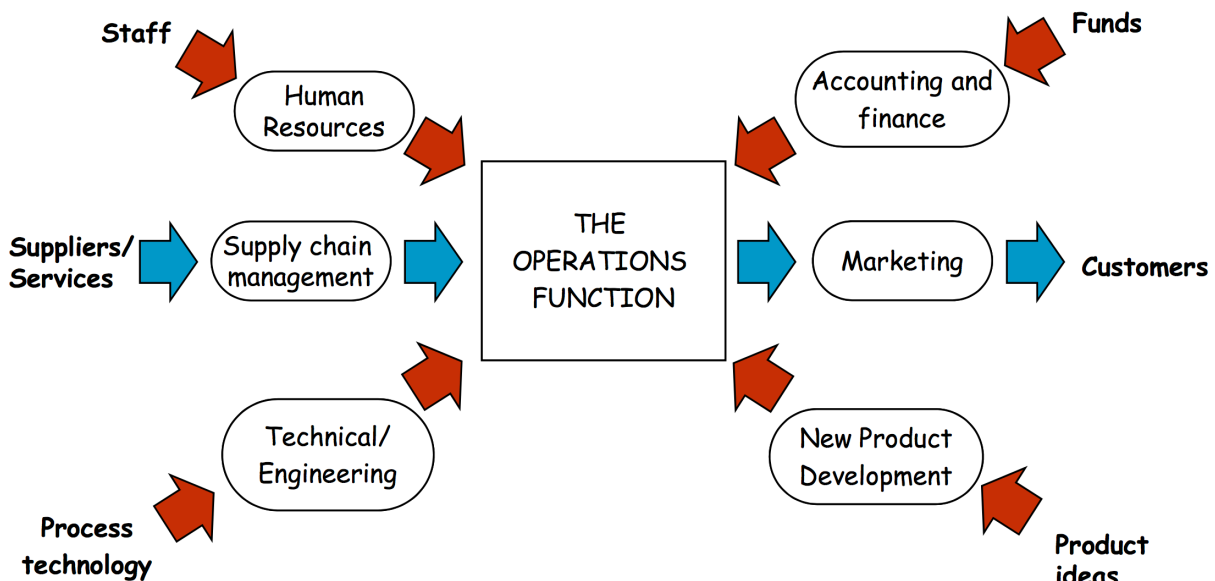 Staff
Funds
Human
Resources
Accounting and
finance
Suppliers/
Services
Supply chain
management
THE
OPERATIONS
FUNCTION
Marketing
Customers
Technical/
Engineering
New Product
Development
Process
technology
Product
ideas